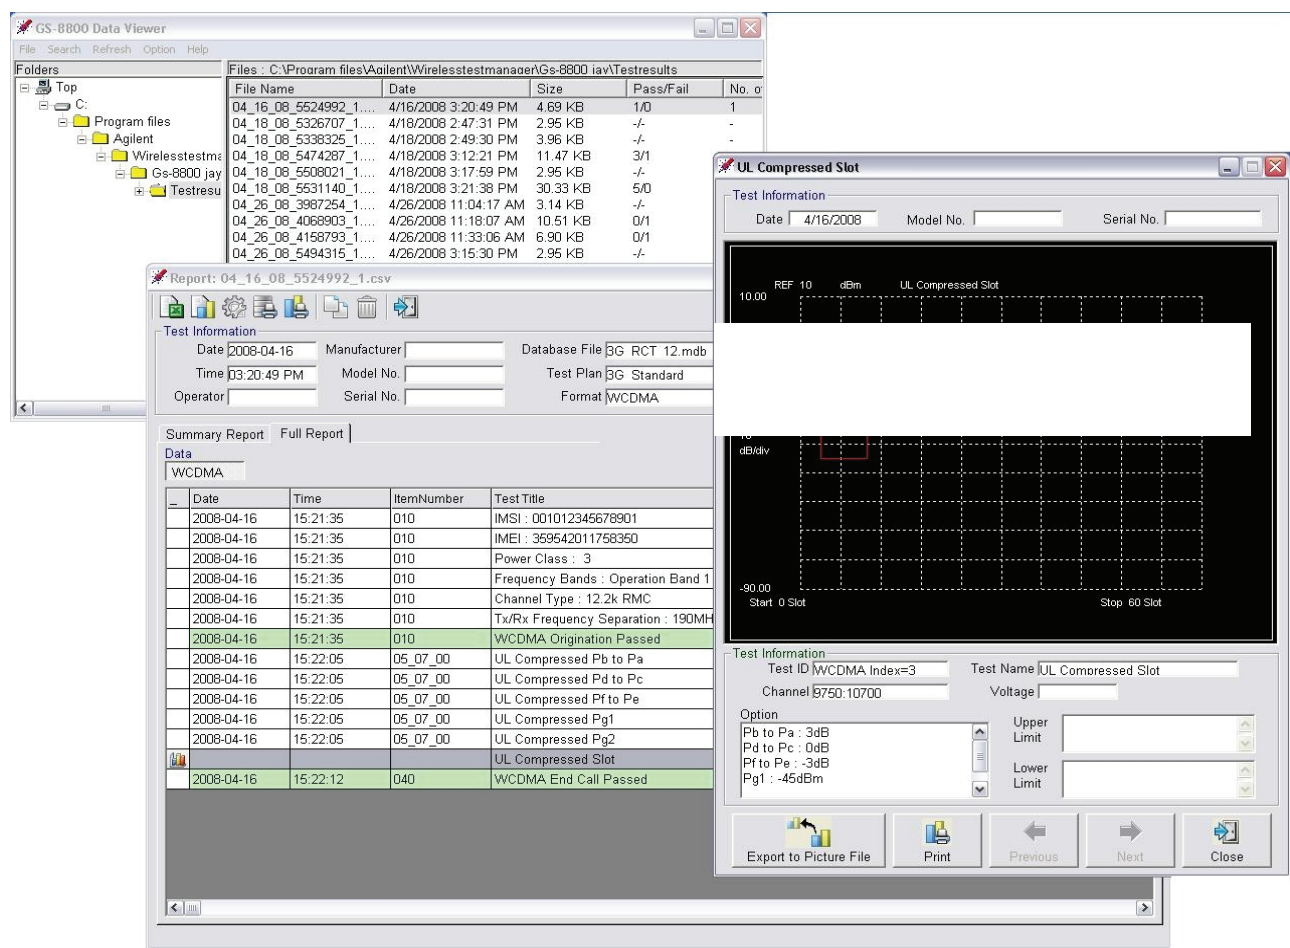 GS-8800 Data Viewer
File Search Refresh Option Help
Folders
Top
C:
Program files
Agilent
Wirelesstestma
Gs-8800 jay
Testresu
Files : C:\Program files\Agilent\Wirelesstestmanager\Gs-8800 jay\Testresults
File Name Date Size Pass/Fail No. o
04_16_08_5524992_1.... 4/16/2008 3:20:49 PM 4.69 KB 1/0 1
04_18_08_5326707_1.... 4/18/2008 2:47:31 PM 2.95 KB -/- -
04_18_08_5338325_1.... 4/18/2008 2:49:30 PM 3.96 KB -/- -
04_18_08_5474287_1.... 4/18/2008 3:12:21 PM 11.47 KB 3/1
04_18_08_5508021_1.... 4/18/2008 3:17:59 PM 2.95 KB -/-
04_18_08_5531140_1.... 4/18/2008 3:21:38 PM 30.33 KB 5/0
04_26_08_3987254_1.... 4/26/2008 11:04:17 AM 3.14 KB -/-
04_26_08_4068903_1.... 4/26/2008 11:18:07 AM 10.51 KB 0/1
04_26_08_4158793_1.... 4/26/2008 11:33:06 AM 6.90 KB 0/1
04_26_08_5494315_1.... 4/26/2008 3:15:30 PM 2.95 KB -/-
Report: 04_16_08_5524992_1.csv
Test Information
Date 2008-04-16 Manufacturer Database File 3G_RCT_12.mdb
Time 03:20:49 PM Model No. Test Plan 3G_Standard
Operator Serial No. Format WCDMA
Summary Report Full Report
Data
WCDMA
_ Date Time ItemNumber Test Title
2008-04-16 15:21:35 010 IMSI : 001012345678901
2008-04-16 15:21:35 010 IMEI : 359542011758350
2008-04-16 15:21:35 010 Power Class : 3
2008-04-16 15:21:35 010 Frequency Bands : Operation Band 1
2008-04-16 15:21:35 010 Channel Type : 12.2k RMC
2008-04-16 15:21:35 010 Tx/Rx Frequency Separation : 190MH
2008-04-16 15:21:35 010 WCDMA Origination Passed
2008-04-16 15:22:05 05_07_00 UL Compressed Pb to Pa
2008-04-16 15:22:05 05_07_00 UL Compressed Pd to Pc
2008-04-16 15:22:05 05_07_00 UL Compressed Pf to Pe
2008-04-16 15:22:05 05_07_00 UL Compressed Pg1
2008-04-16 15:22:05 05_07_00 UL Compressed Pg2
UL Compressed Slot
2008-04-16 15:22:12 040 WCDMA End Call Passed
UL Compressed Slot
Test Information
Date 4/16/2008 Model No. Serial No.
REF 10 dBm UL Compressed Slot
10.00
dB/div
-90.00
Start 0 Slot Stop 60 Slot
Test Information
Test ID WCDMA Index=3 Test Name UL Compressed Slot
Channel 9750:10700 Voltage
Option
Pb to Pa : 3dB
Pd to Pc : 0dB
Pf to Pe : -3dB
Pg1 : -45dBm
Upper
Limit
Lower
Limit
Export to Picture File Print Previous Next Close